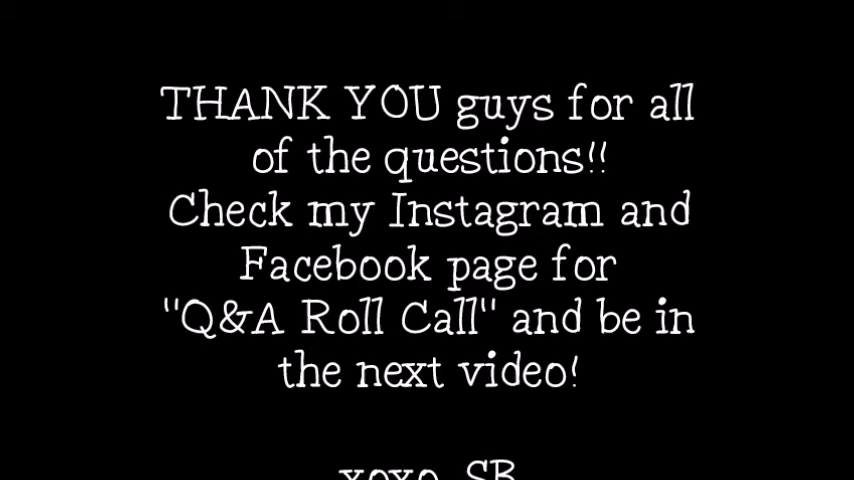 THANK YOU guys for all
of the questions!!
Check my Instagram and
Facebook page for
"Q&A Roll Call" and be in
the next video!
xoxo, SB